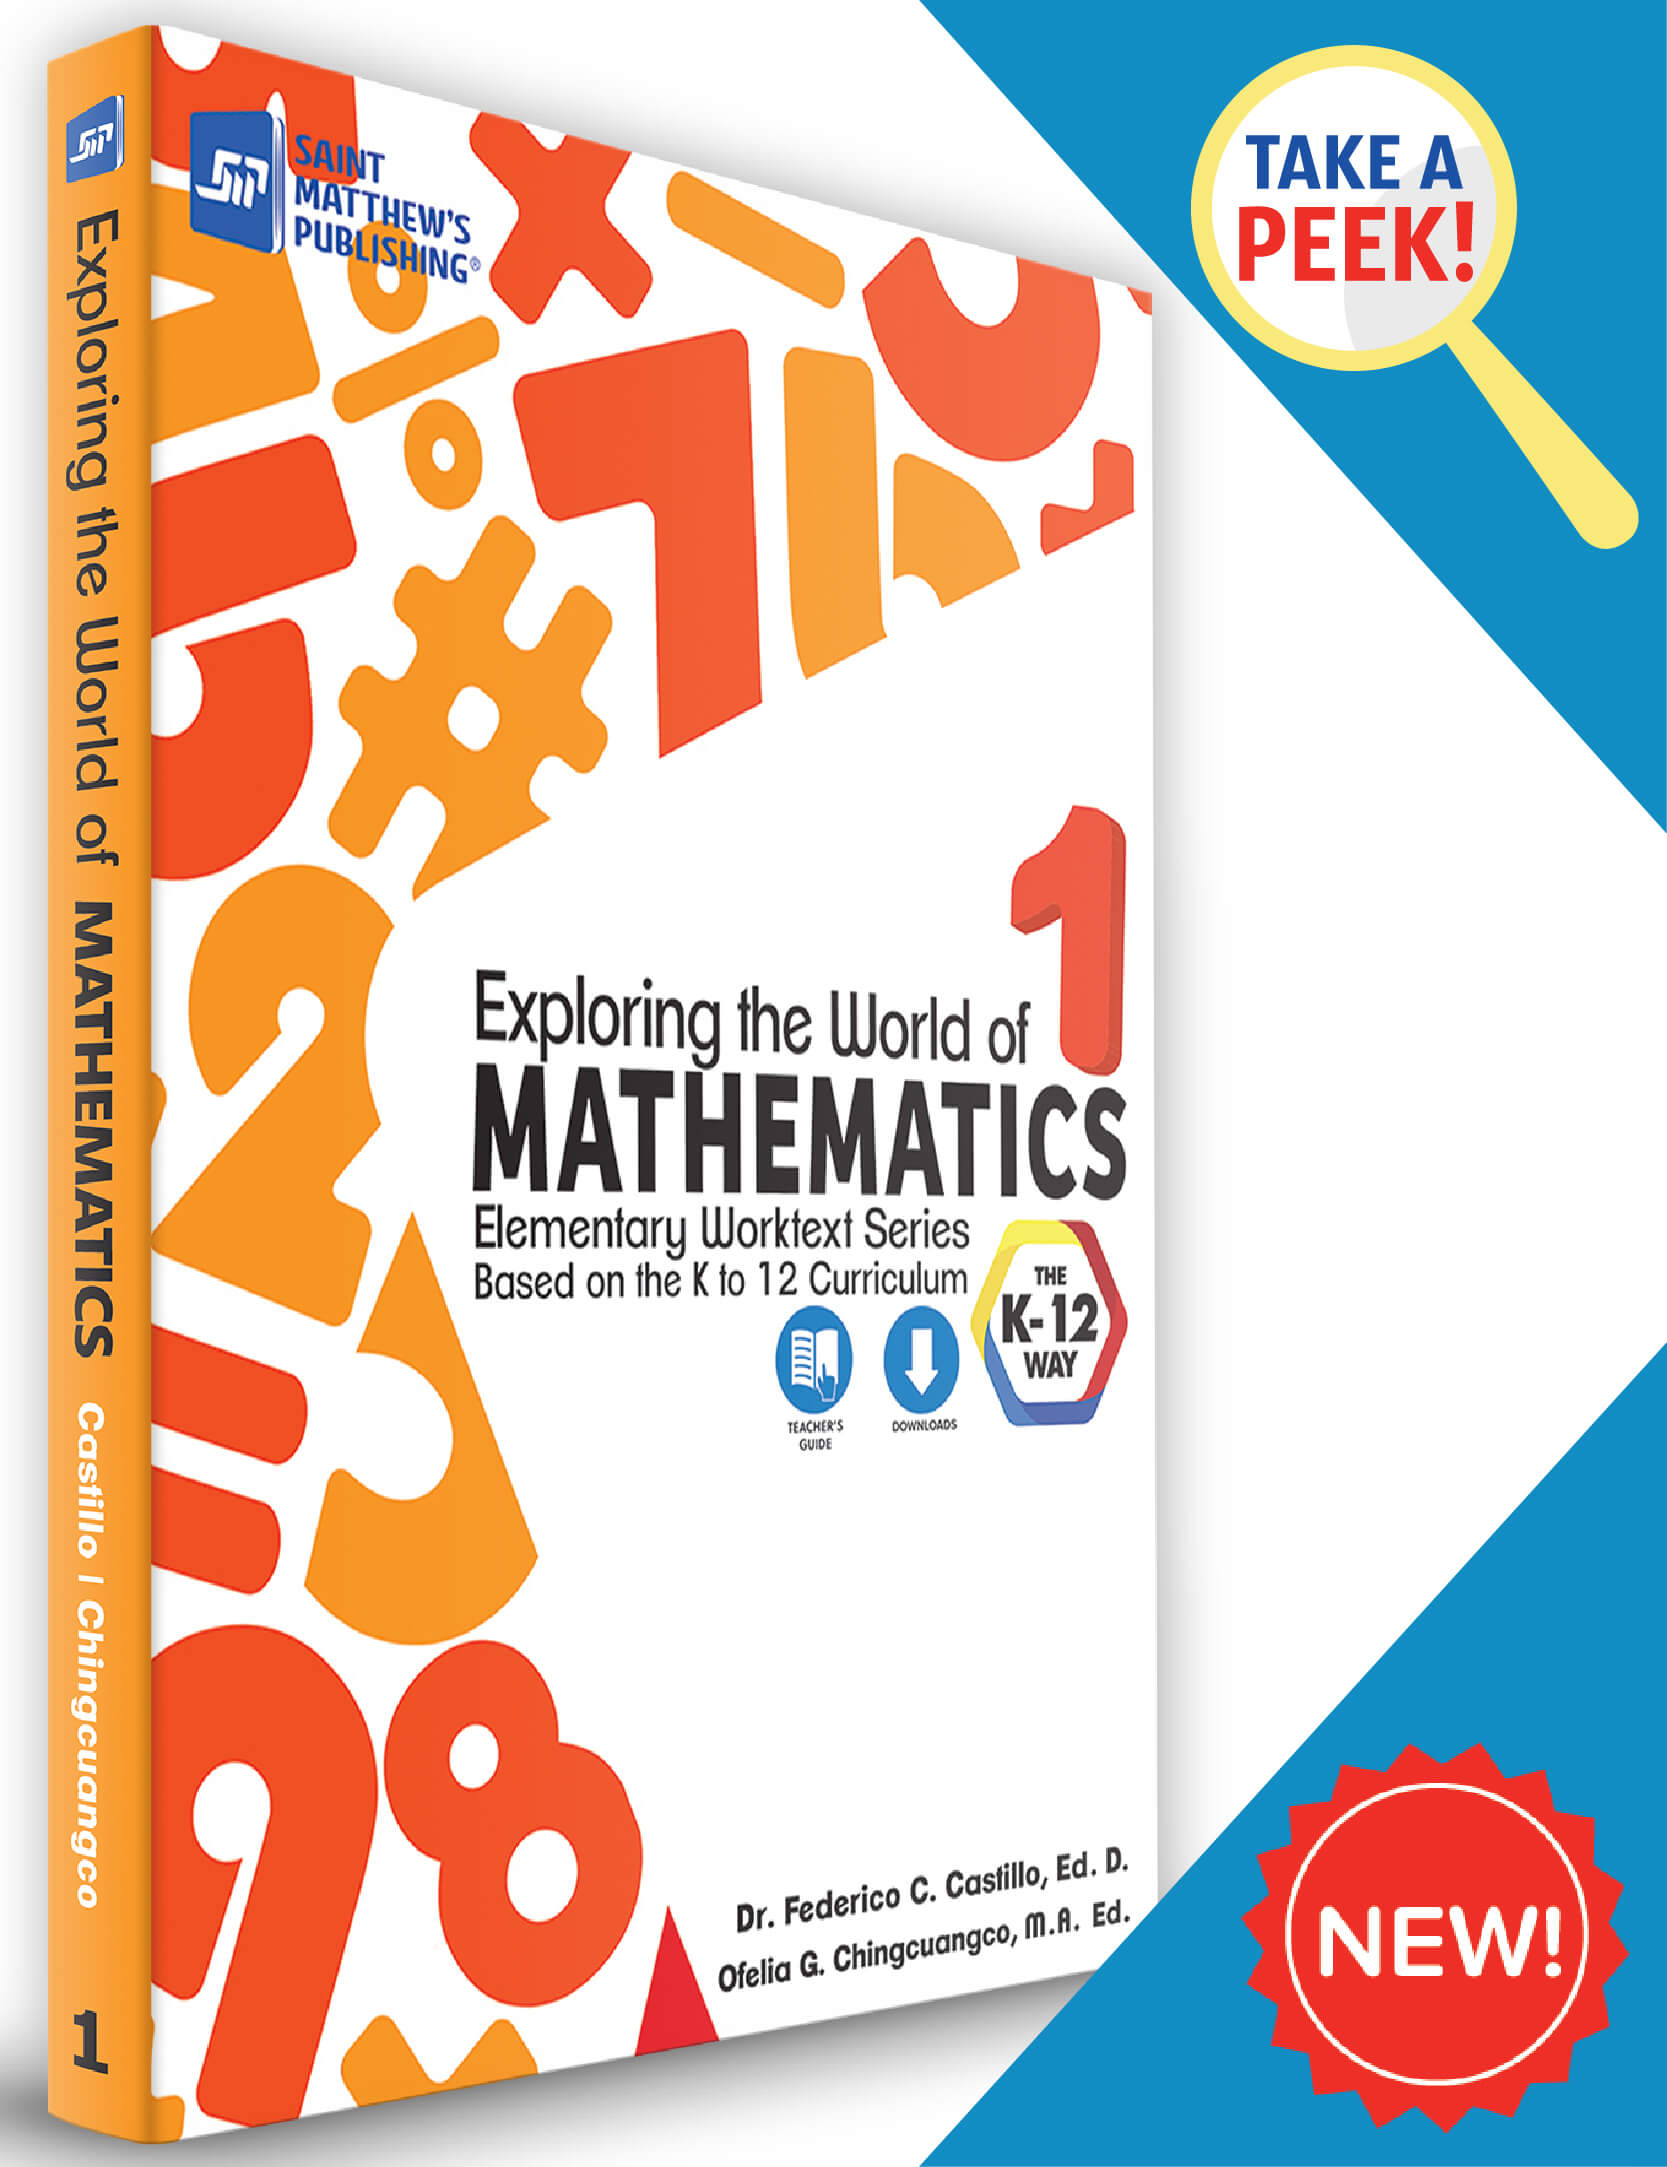 SAINT
MATTHEW'S
PUBLISHING®
TAKE A
PEEK!
Exploring the World of MATHEMATICS Castillo | Chingcuangco 1
1
Exploring the World of
MATHEMATICS
Elementary Worktext Series
Based on the K to 12 Curriculum
THE
K-12
WAY
TEACHER'S
GUIDE
DOWNLOADS
Dr. Federico C. Castillo, Ed. D.
Ofelia G. Chingcuangco, M.A. Ed.
NEW!